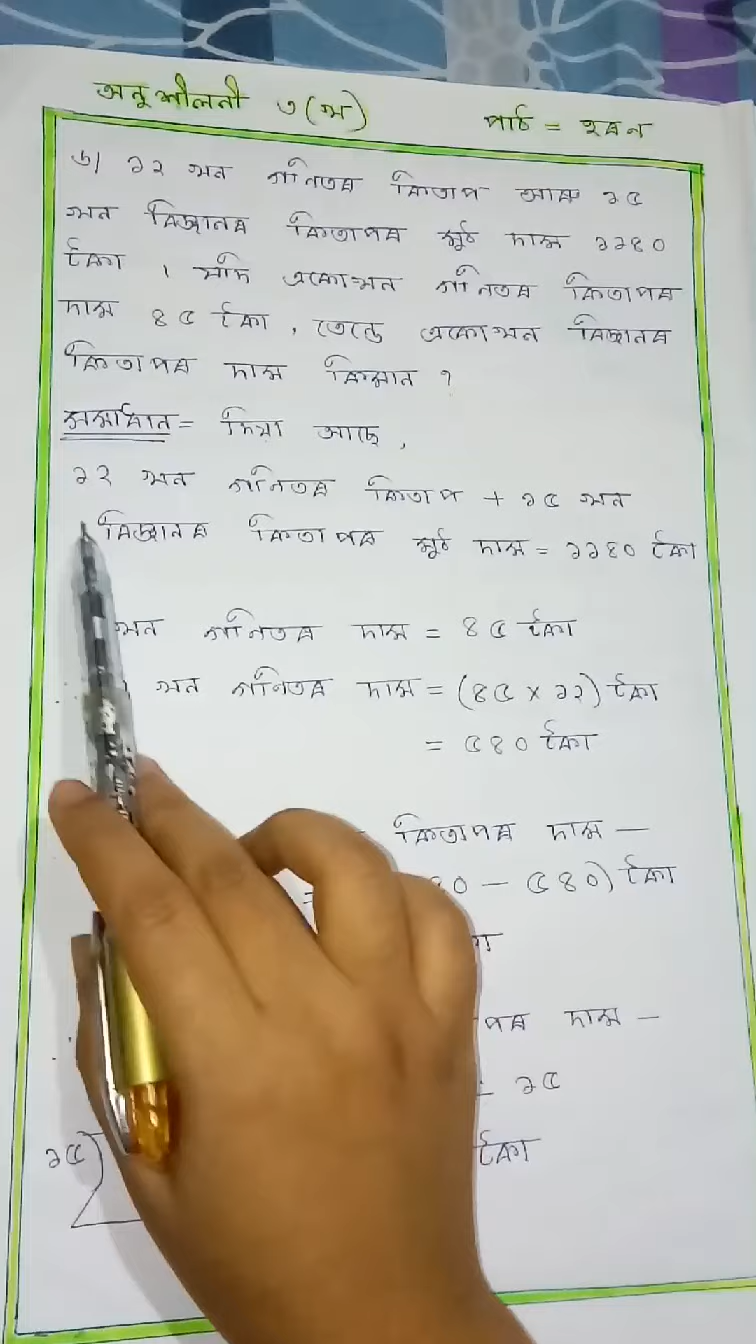 অনুশীলনী ৩(অ) পাঠ = হৰণ
৬| ১২ খন গণিতৰ কিতাপ আৰু ১৫
খন বিজ্ঞানৰ কিতাপৰ মুঠ দাম ১১৪০
টকা । যদি একোখন গণিতৰ কিতাপৰ
দাম ৪৫ টকা , তেন্তে একোখন বিজ্ঞানৰ
কিতাপৰ দাম কিমান ?
সমাধান = দিয়া আছে ,
১২ খন গণিতৰ কিতাপ + ১৫ খন
বিজ্ঞানৰ কিতাপৰ মুঠ দাম = ১১৪০ টকা
খন গণিতৰ দাম = ৪৫ টকা
খন গণিতৰ দাম = (৪৫ × ১২) টকা
= ৫৪০ টকা
কিতাপৰ দাম —
৪০ — ৫৪০) টকা
পৰ দাম —
÷ ১৫
১৫) টকা